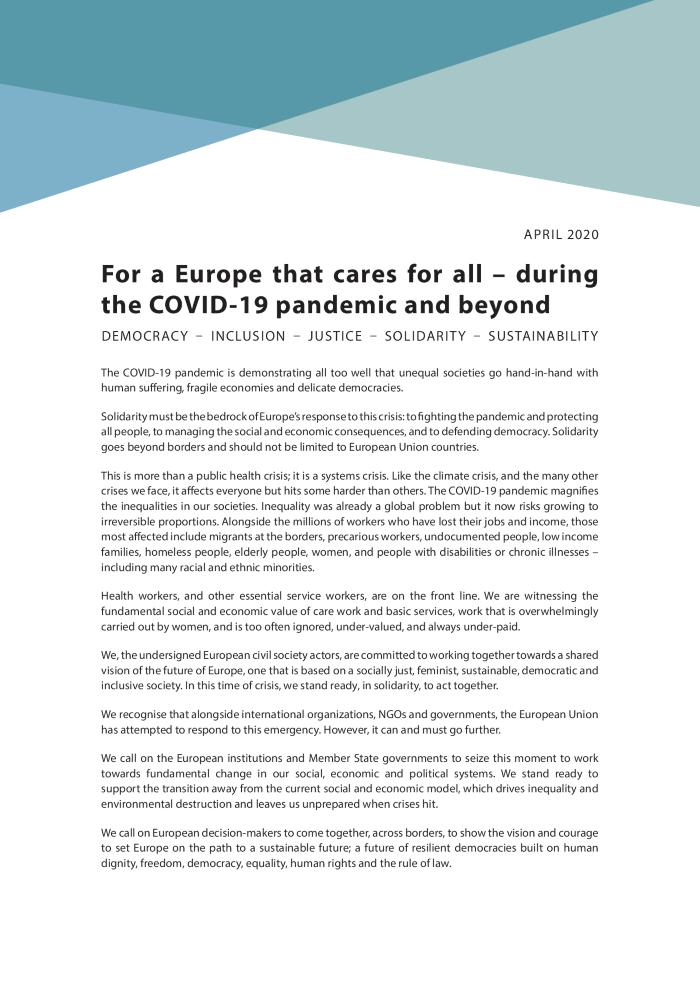 APRIL 2020
For a Europe that cares for all – during
the COVID-19 pandemic and beyond
DEMOCRACY – INCLUSION – JUSTICE – SOLIDARITY – SUSTAINABILITY
The COVID-19 pandemic is demonstrating all too well that unequal societies go hand-in-hand with
human suffering, fragile economies and delicate democracies.
Solidarity must be the bedrock of Europe's response to this crisis: to fighting the pandemic and protecting
all people, to managing the social and economic consequences, and to defending democracy. Solidarity
goes beyond borders and should not be limited to European Union countries.
This is more than a public health crisis; it is a systems crisis. Like the climate crisis, and the many other
crises we face, it affects everyone but hits some harder than others. The COVID-19 pandemic magnifies
the inequalities in our societies. Inequality was already a global problem but it now risks growing to
irreversible proportions. Alongside the millions of workers who have lost their jobs and income, those
most affected include migrants at the borders, precarious workers, undocumented people, low income
families, homeless people, elderly people, women, and people with disabilities or chronic illnesses –
including many racial and ethnic minorities.
Health workers, and other essential service workers, are on the front line. We are witnessing the
fundamental social and economic value of care work and basic services, work that is overwhelmingly
carried out by women, and is too often ignored, under-valued, and always under-paid.
We, the undersigned European civil society actors, are committed to working together towards a shared
vision of the future of Europe, one that is based on a socially just, feminist, sustainable, democratic and
inclusive society. In this time of crisis, we stand ready, in solidarity, to act together.
We recognise that alongside international organizations, NGOs and governments, the European Union
has attempted to respond to this emergency. However, it can and must go further.
We call on the European institutions and Member State governments to seize this moment to work
towards fundamental change in our social, economic and political systems. We stand ready to
support the transition away from the current social and economic model, which drives inequality and
environmental destruction and leaves us unprepared when crises hit.
We call on European decision-makers to come together, across borders, to show the vision and courage
to set Europe on the path to a sustainable future; a future of resilient democracies built on human
dignity, freedom, democracy, equality, human rights and the rule of law.